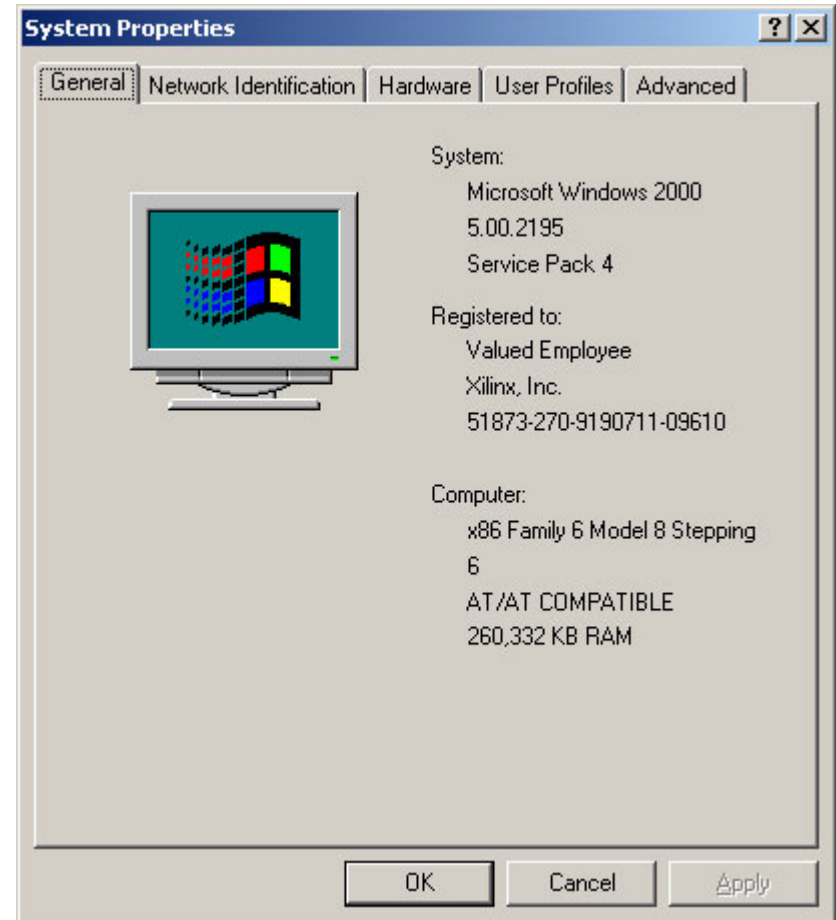 System Properties
General Network Identification Hardware User Profiles Advanced
System:
Microsoft Windows 2000
5.00.2195
Service Pack 4
Registered to:
Valued Employee
Xilinx, Inc.
51873-270-9190711-09610
Computer:
x86 Family 6 Model 8 Stepping
6
AT/AT COMPATIBLE
260,332 KB RAM
OK Cancel Apply